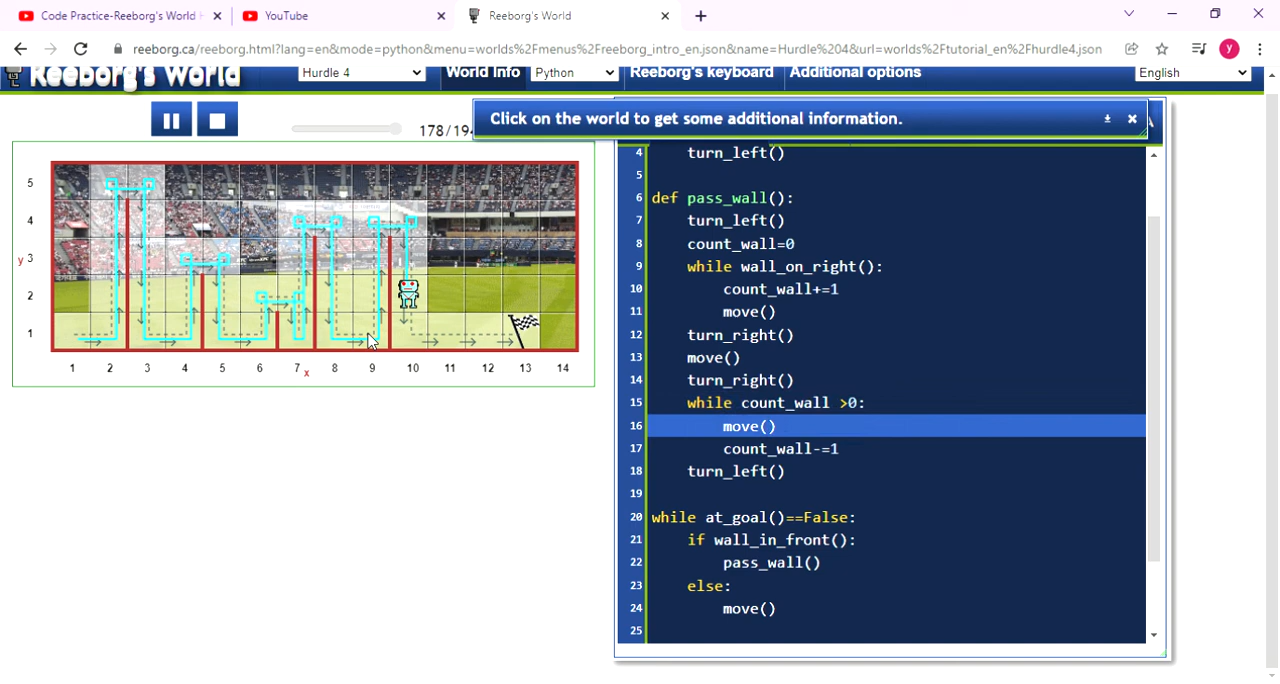 Code Practice-Reeborg's World H
YouTube
Reeborg's World
reeborg.ca/reeborg.html?lang=en&mode=python&menu=worlds%2Fmenus%2Freeborg_intro_en.json&name=Hurdle%204&url=worlds%2Ftutorial_en%2Fhurdle4.json
y
Reeborg's World
Hurdle 4
World Info
Python
Reeborg's keyboard
Additional options
English
178/194
Click on the world to get some additional information.
4 turn_left()
5
6 def pass_wall():
7 turn_left()
8 count_wall=0
9 while wall_on_right():
10 count_wall+=1
11 move()
12 turn_right()
13 move()
14 turn_right()
15 while count_wall >0:
16 move()
17 count_wall-=1
18 turn_left()
19
20 while at_goal()==False:
21 if wall_in_front():
22 pass_wall()
23 else:
24 move()
25
5
4
y 3
2
1
1 2 3 4 5 6 7 x 8 9 10 11 12 13 14